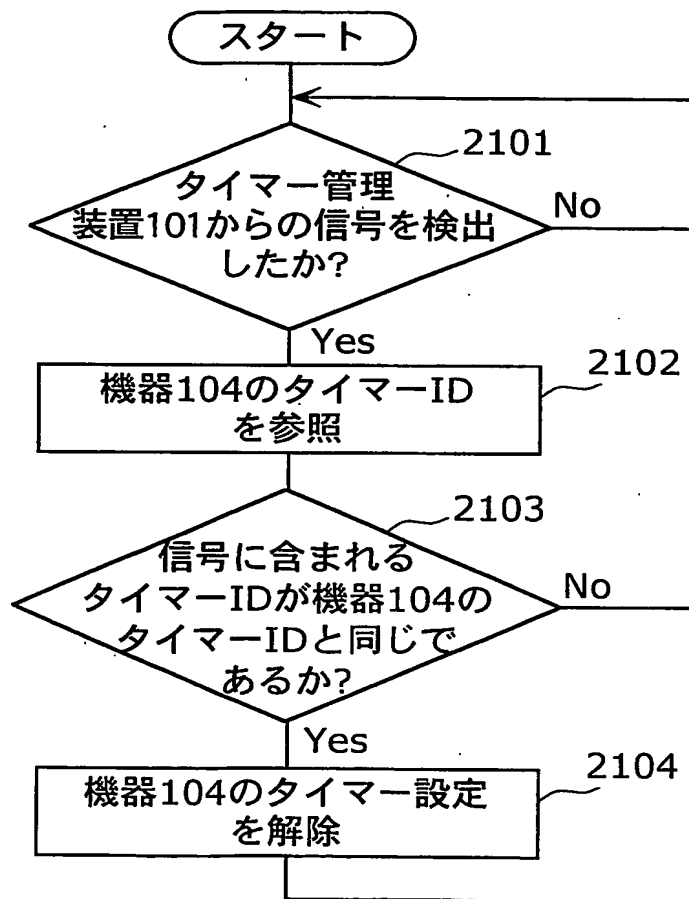 スタート
2101
タイマー管理
装置101からの信号を検出
したか?
No
Yes
2102
機器104のタイマーID
を参照
2103
信号に含まれる
タイマーIDが機器104の
タイマーIDと同じで
あるか?
No
Yes
2104
機器104のタイマー設定
を解除